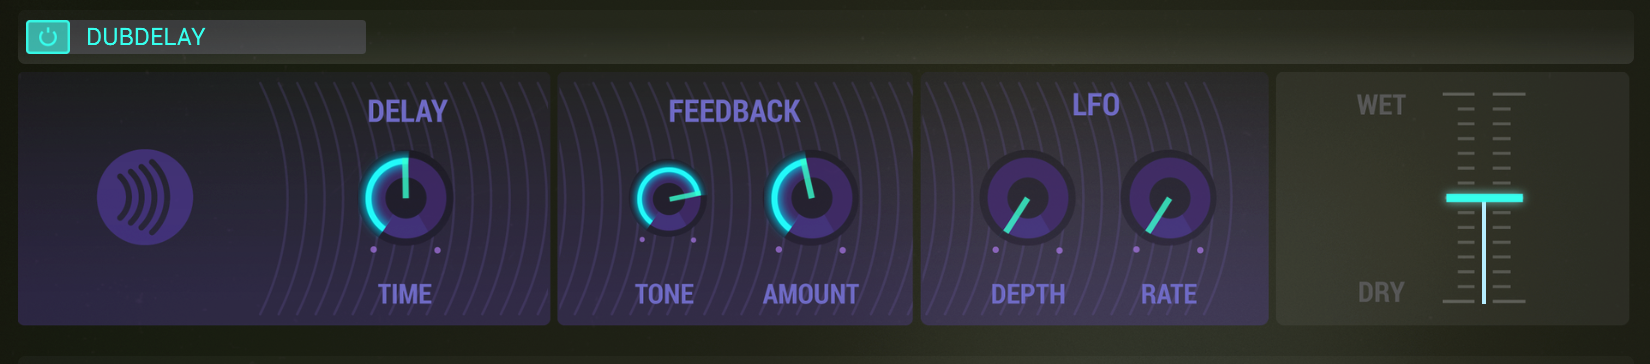 DUBDELAY
DELAY
TIME
FEEDBACK
TONE
AMOUNT
LFO
DEPTH
RATE
WET
DRY